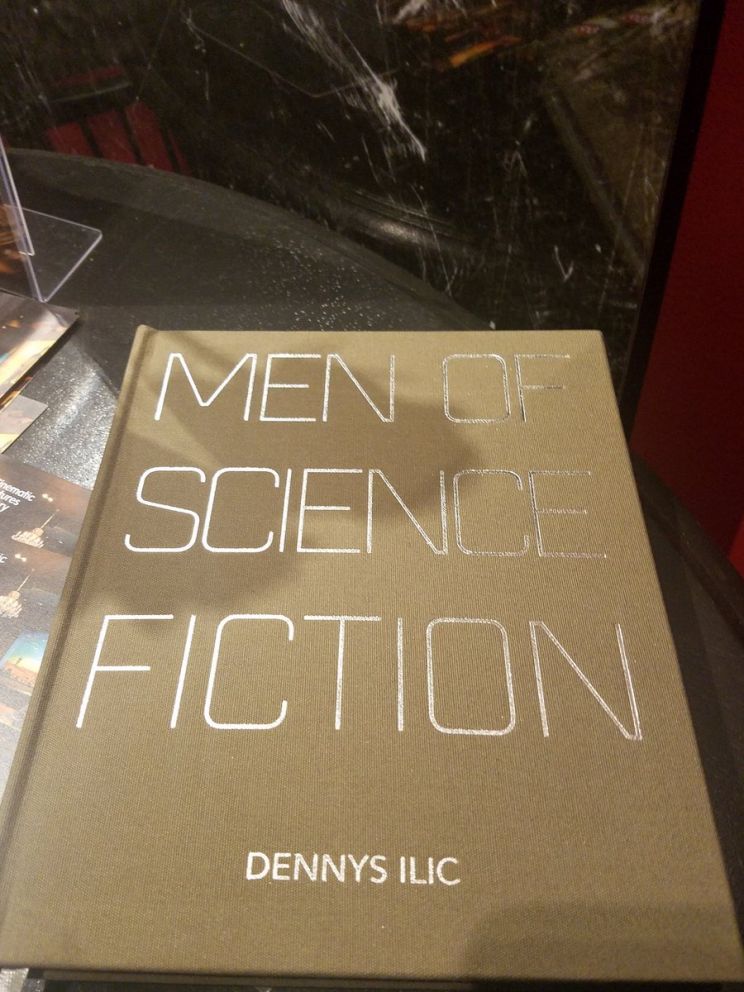 MEN OF
SCIENCE
FICTION
DENNYS ILIC